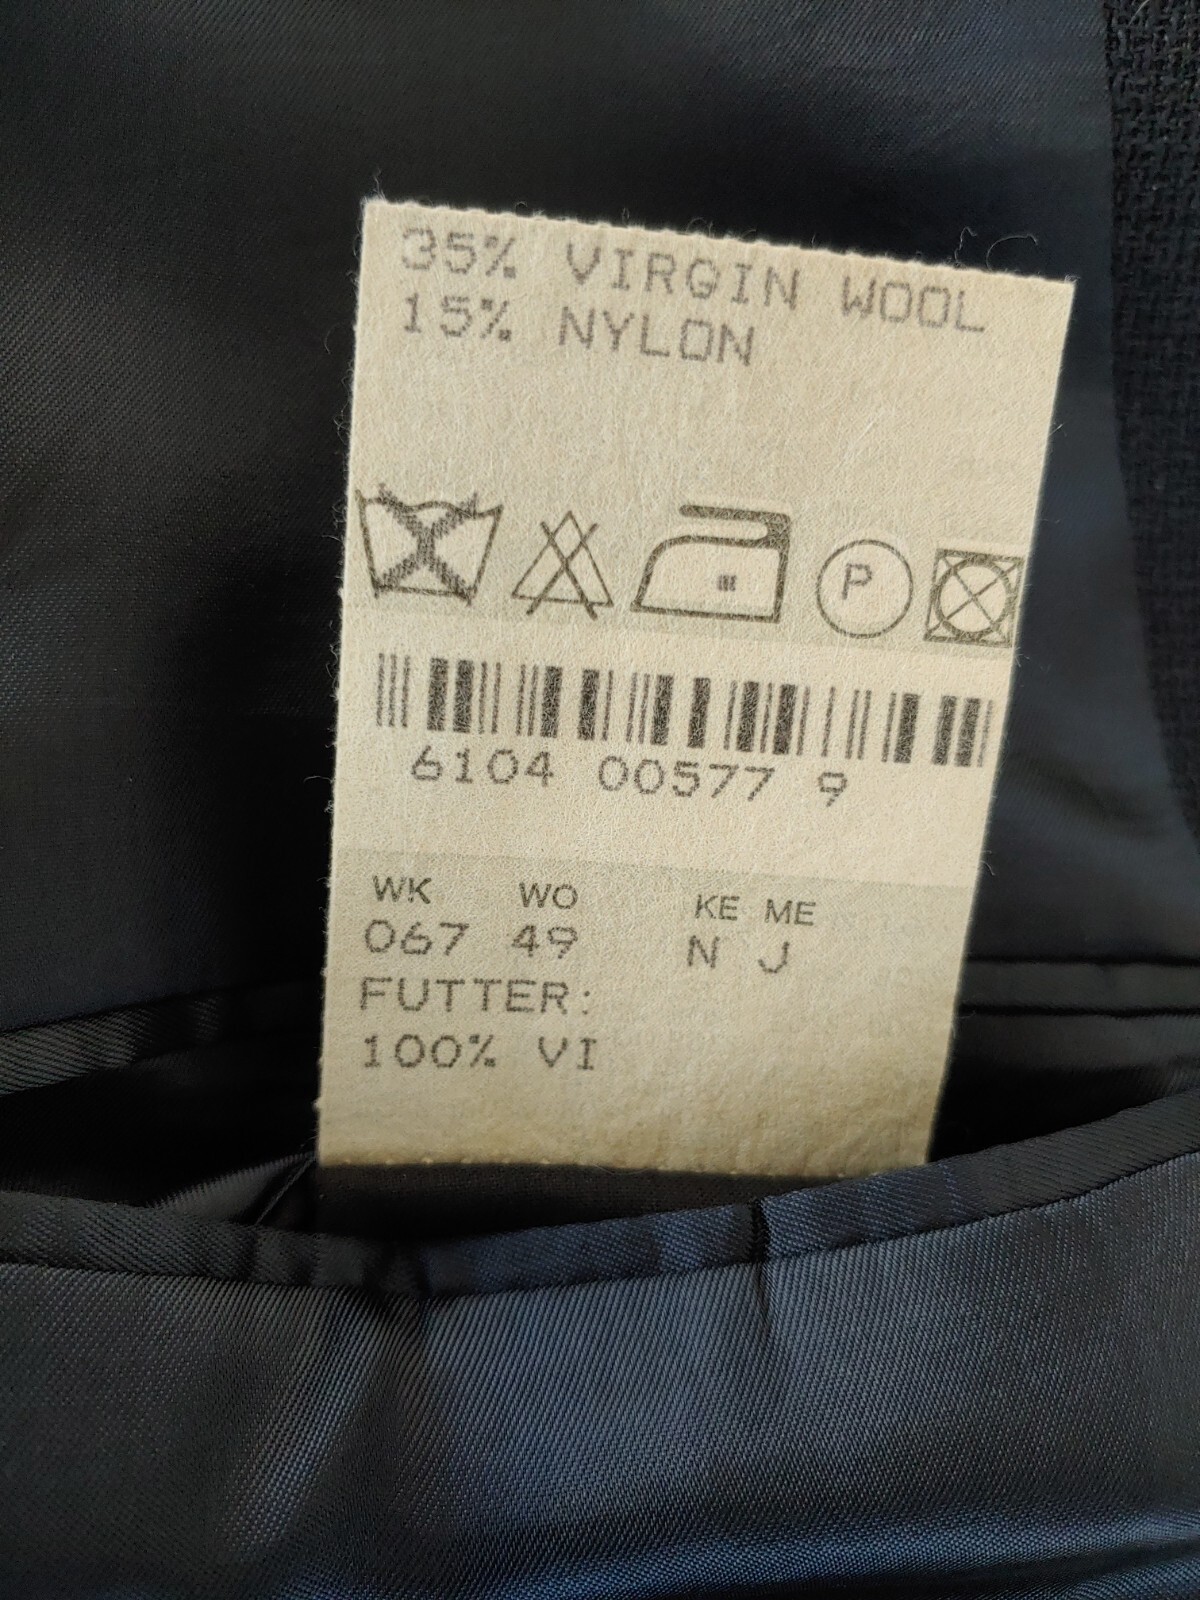 35% VIRGIN WOOL
15% NYLON
P
6104 00577 9
WK WO KE ME
067 49 N J
FUTTER:
100% VI